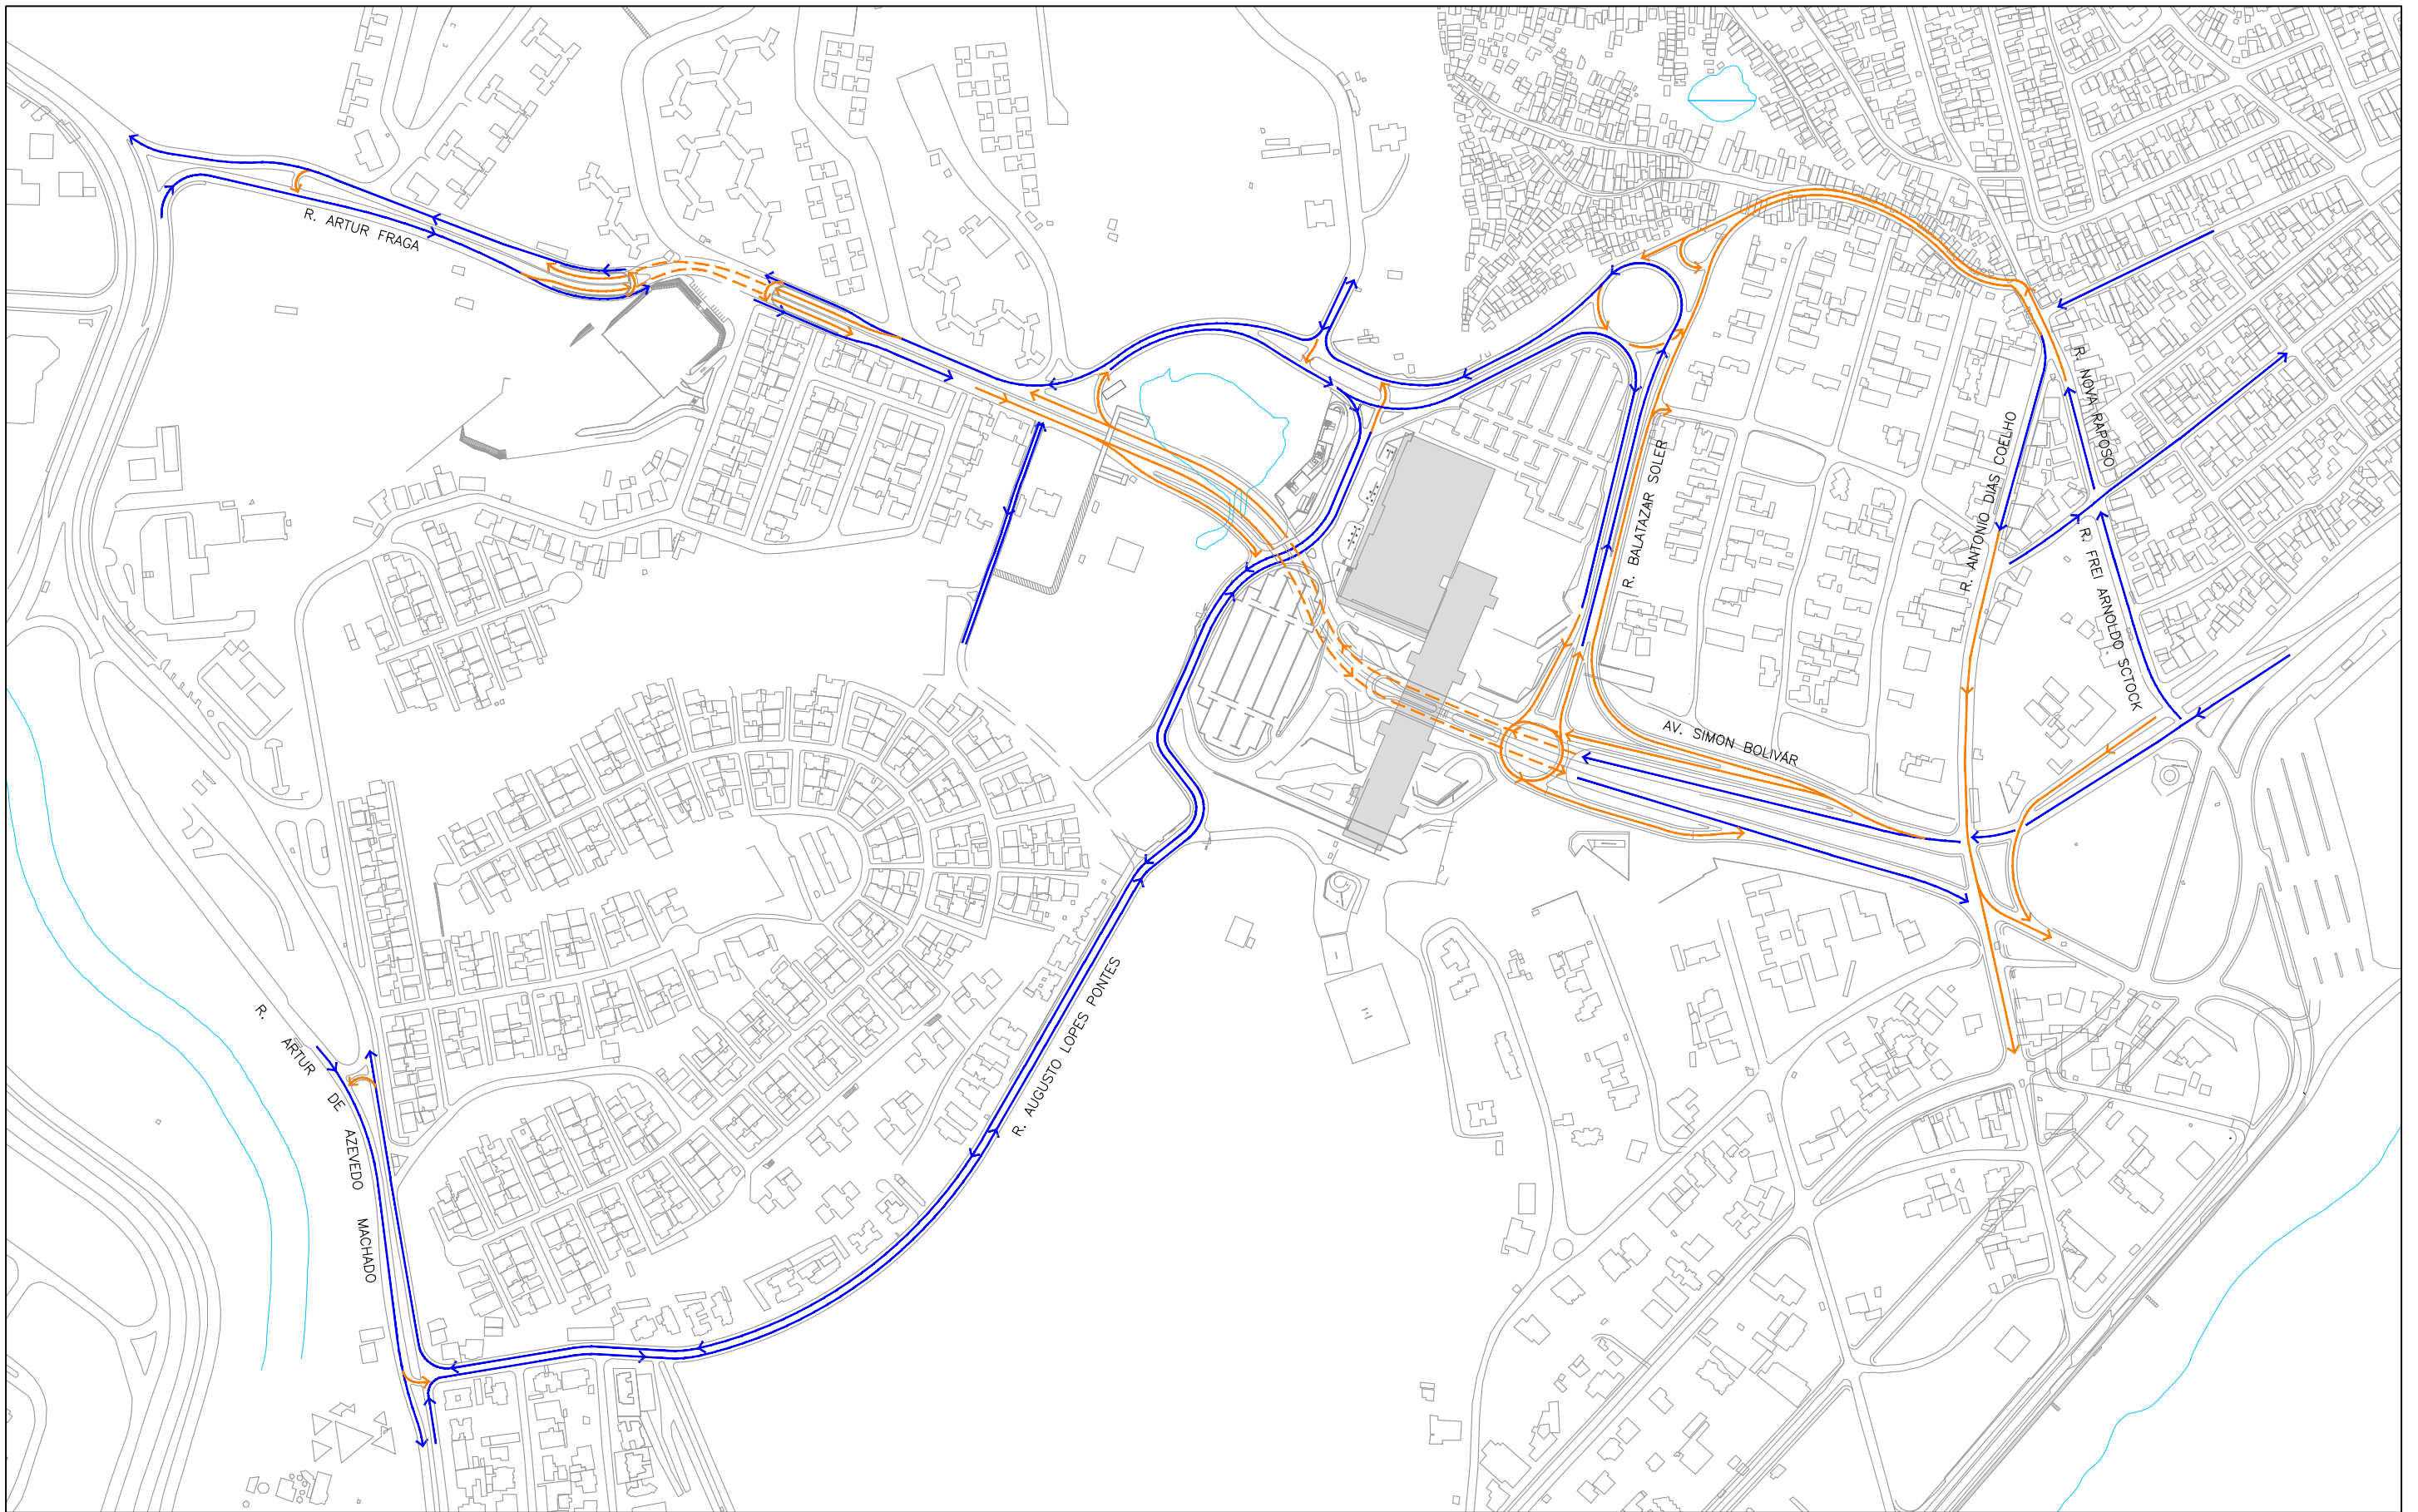 R. ARTUR FRAGA
R. NOVA RAPOSO
R. BALATAZAR SOLER
R. ANTONIO DIAS COELHO
R. FREI ARNOLDO SCTOCK
AV. SIMON BOLIVAR
R. AUGUSTO LOPES PONTES
R. ARTUR DE AZEVEDO MACHADO